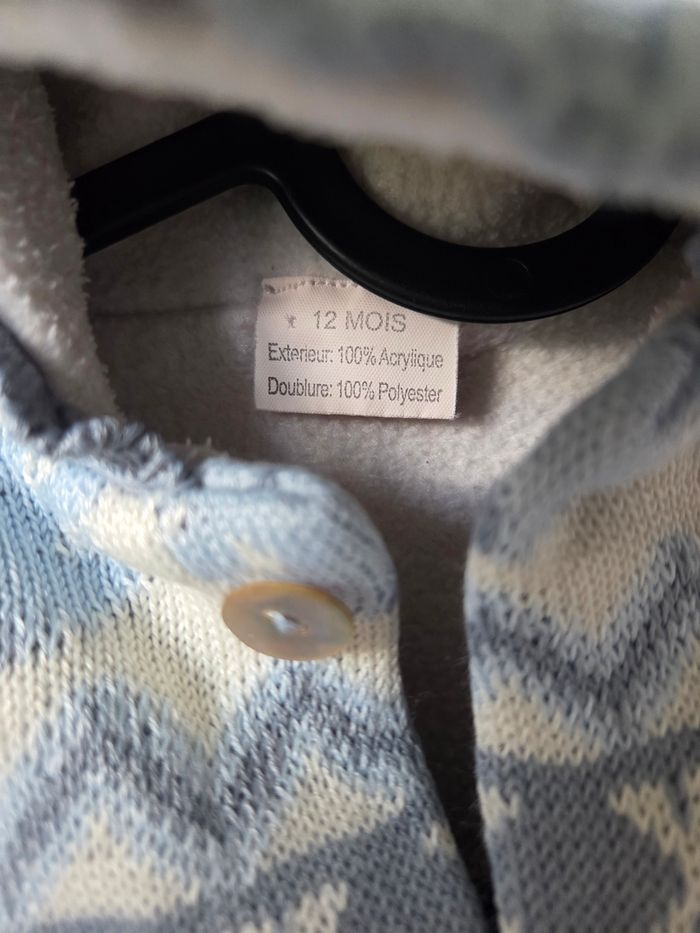 12 MOIS
Exterieur: 100% Acrylique
Doublure: 100% Polyester